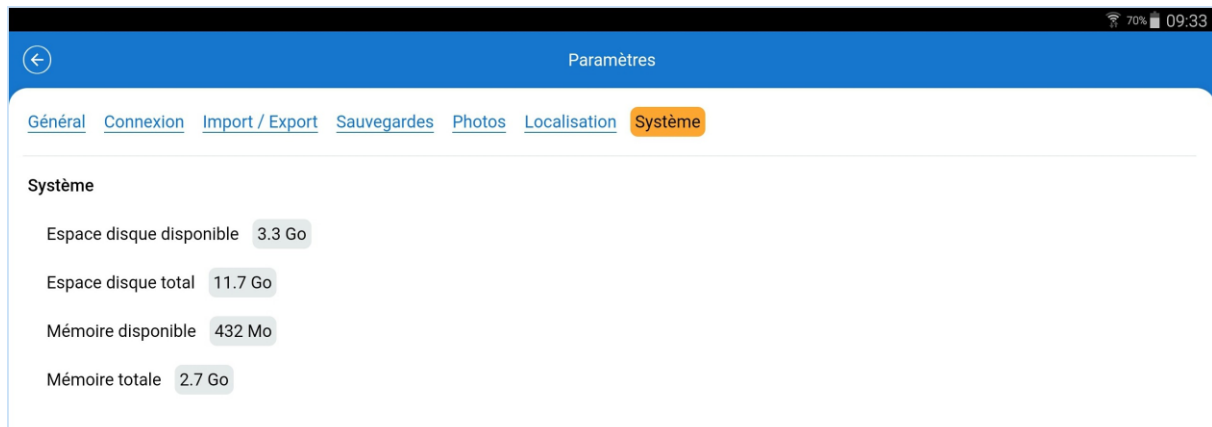 70% 09:33
Paramètres
Général Connexion Import / Export Sauvegardes Photos Localisation Système
Système
Espace disque disponible 3.3 Go
Espace disque total 11.7 Go
Mémoire disponible 432 Mo
Mémoire totale 2.7 Go